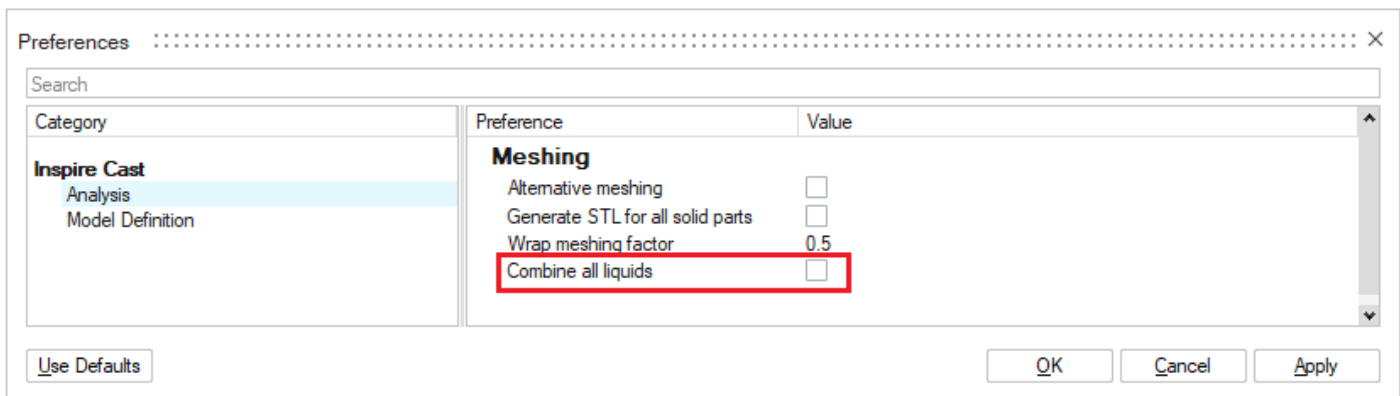 Preferences
Search
Category
Preference Value
Inspire Cast
Analysis
Model Definition
Meshing
Alternative meshing
Generate STL for all solid parts
Wrap meshing factor 0.5
Combine all liquids
Use Defaults
OK Cancel Apply